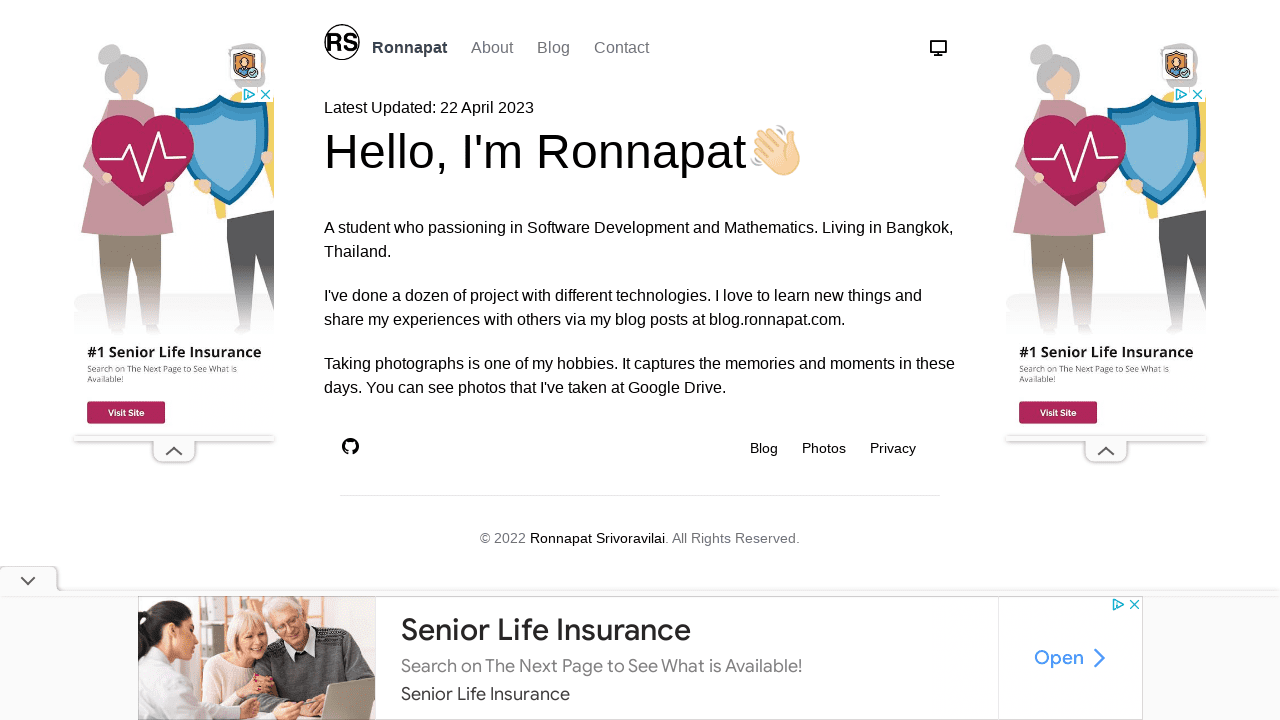 RS
Ronnapat About Blog Contact
Latest Updated: 22 April 2023
Hello, I'm Ronnapat
A student who passioning in Software Development and Mathematics. Living in Bangkok,
Thailand.
I've done a dozen of project with different technologies. I love to learn new things and
share my experiences with others via my blog posts at blog.ronnapat.com.
Taking photographs is one of my hobbies. It captures the memories and moments in these
days. You can see photos that I've taken at Google Drive.
Blog Photos Privacy
© 2022 Ronnapat Srivoravilai. All Rights Reserved.
#1 Senior Life Insurance
Search on The Next Page to See What is
Available!
Visit Site
#1 Senior Life Insurance
Search on The Next Page to See What is
Available!
Visit Site
Senior Life Insurance
Search on The Next Page to See What is Available!
Senior Life Insurance
Open